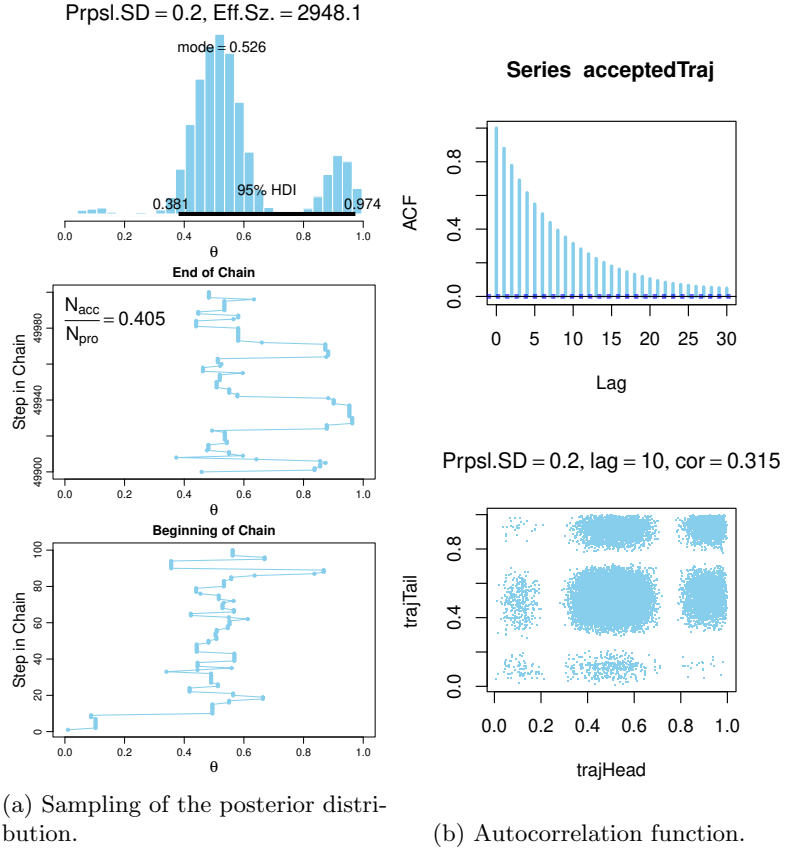 Prpsl.SD = 0.2, Eff.Sz. = 2948.1
mode = 0.526
95% HDI
0.381
0.974
0.0 0.2 0.4 0.6 0.8 1.0
θ
End of Chain
N_acc
N_pro
= 0.405
Step in Chain
49900 49940 49980
0.0 0.2 0.4 0.6 0.8 1.0
θ
Beginning of Chain
Step in Chain
0 20 40 60 80 100
0.0 0.2 0.4 0.6 0.8 1.0
θ
(a) Sampling of the posterior distri-
bution.
Series acceptedTraj
ACF
0.0 0.4 0.8
0 5 10 15 20 25 30
Lag
Prpsl.SD = 0.2, lag = 10, cor = 0.315
trajTail
0.0 0.4 0.8
0.0 0.2 0.4 0.6 0.8 1.0
trajHead
(b) Autocorrelation function.